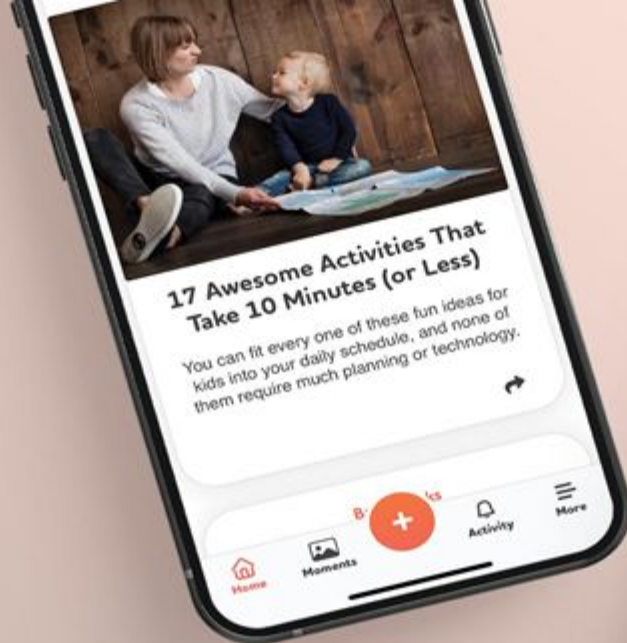 17 Awesome Activities That
Take 10 Minutes (or Less)
You can fit every one of these fun ideas for
kids into your daily schedule, and none of
them require much planning or technology.
Home
Moments
Activity
More